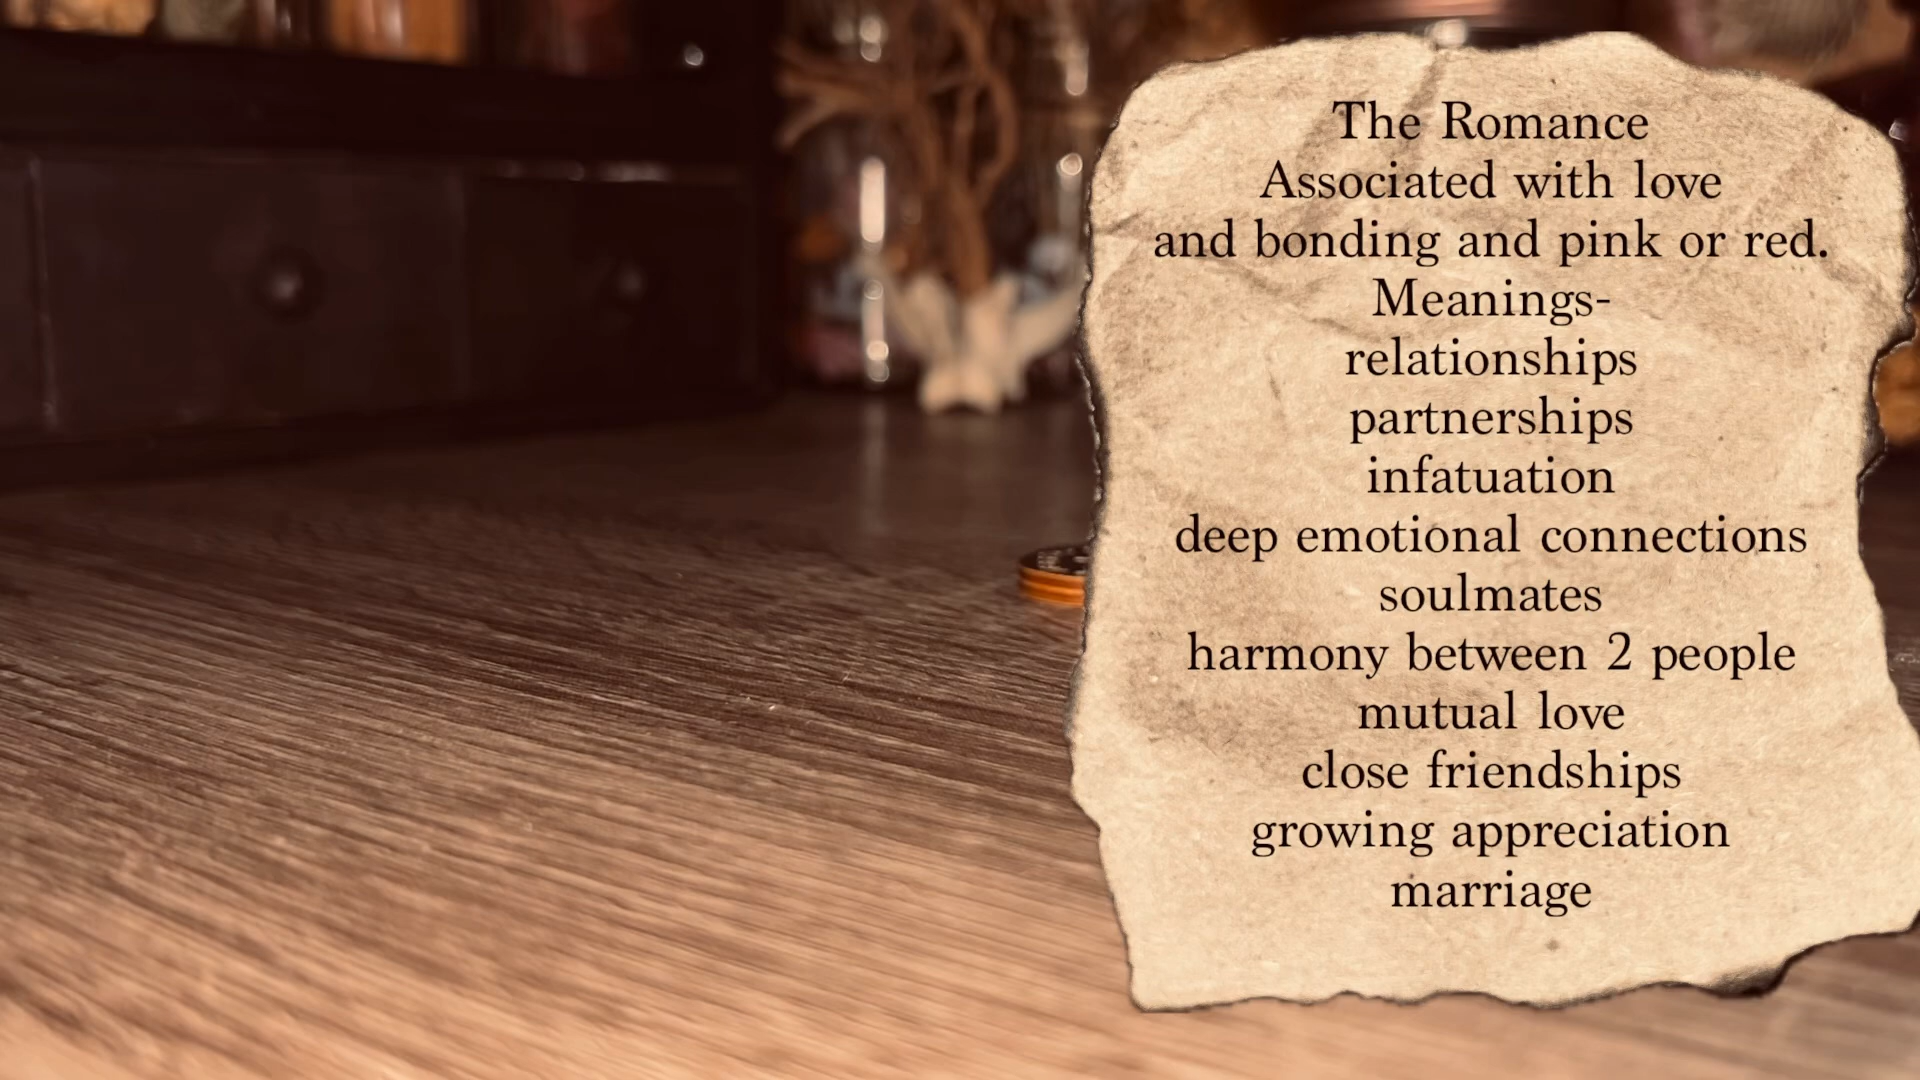 The Romance
Associated with love
and bonding and pink or red.
Meanings-
relationships
partnerships
infatuation
deep emotional connections
soulmates
harmony between 2 people
mutual love
close friendships
growing appreciation
marriage